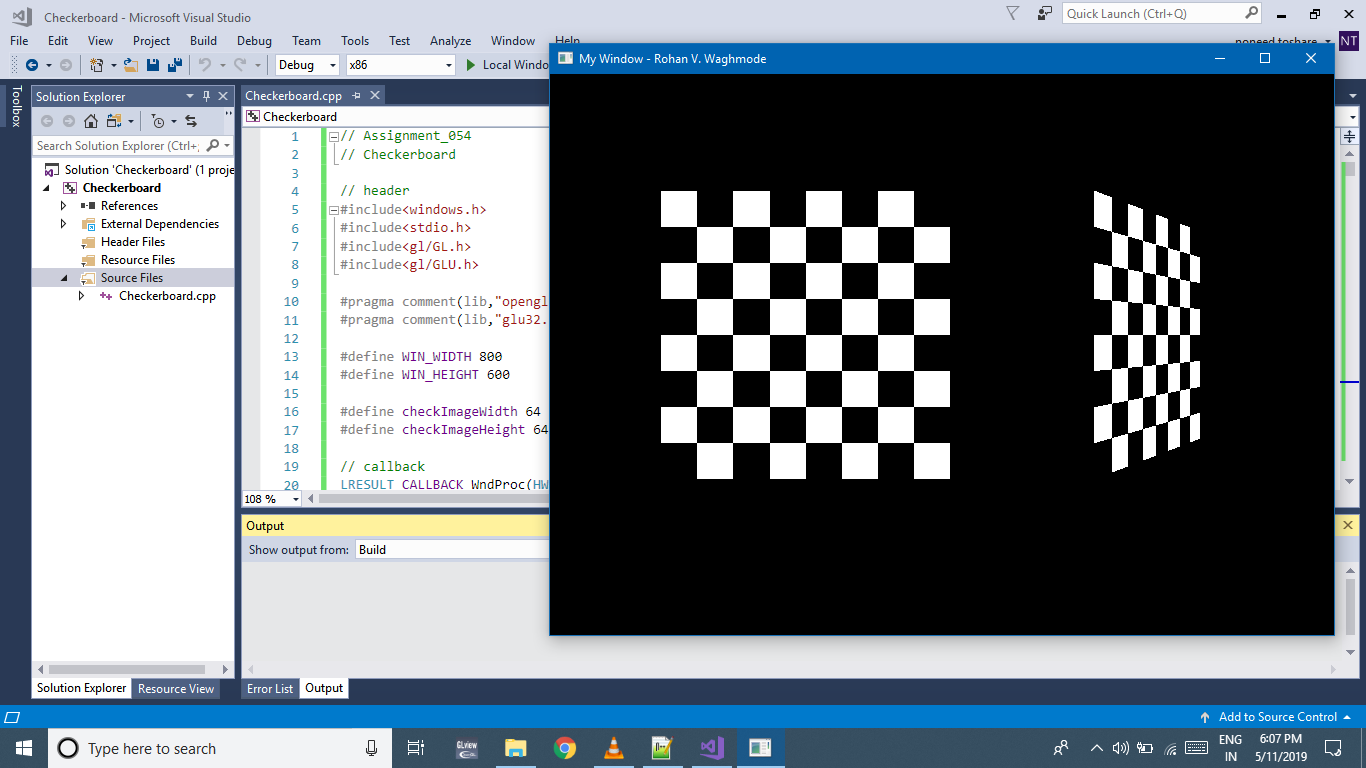 Checkerboard - Microsoft Visual Studio
Quick Launch (Ctrl+Q)
File Edit View Project Build Debug Team Tools Test Analyze Window
NT
Debug x86 Local Windo
My Window - Rohan V. Waghmode
Toolbox
Solution Explorer
Search Solution Explorer (Ctrl+;
Solution 'Checkerboard' (1 proje
Checkerboard
References
External Dependencies
Header Files
Resource Files
Source Files
Checkerboard.cpp
Solution Explorer Resource View
Checkerboard.cpp
Checkerboard
1 // Assignment_054
2 // Checkerboard
3
4 // header
5 #include<windows.h>
6 #include<stdio.h>
7 #include<gl/GL.h>
8 #include<gl/GLU.h>
9
10 #pragma comment(lib,"opengl
11 #pragma comment(lib,"glu32.
12
13 #define WIN_WIDTH 800
14 #define WIN_HEIGHT 600
15
16 #define checkImageWidth 64
17 #define checkImageHeight 64
18
19 // callback
20 LRESULT CALLBACK WndProc(HW
108 %
Output
Show output from: Build
Error List Output
Add to Source Control
Type here to search
GLview
ENG
IN
6:07 PM
5/11/2019